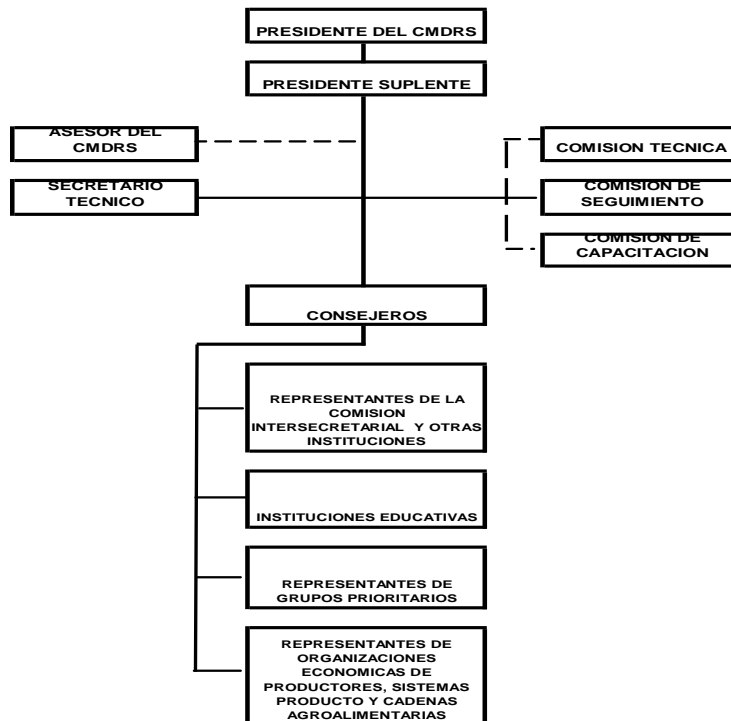 PRESIDENTE DEL CMDRS
PRESIDENTE SUPLENTE
ASESOR DEL
CMDRS
COMISION TECNICA
SECRETARIO
TECNICO
COMISION DE
SEGUIMIENTO
COMISION DE
CAPACITACION
CONSEJEROS
REPRESENTANTES DE LA
COMISION
INTERSECRETARIAL Y OTRAS
INSTITUCIONES
INSTITUCIONES EDUCATIVAS
REPRESENTANTES DE
GRUPOS PRIORITARIOS
REPRESENTANTES DE
ORGANIZACIONES
ECONOMICAS DE
PRODUCTORES, SISTEMAS
PRODUCTO Y CADENAS
AGROALIMENTARIAS